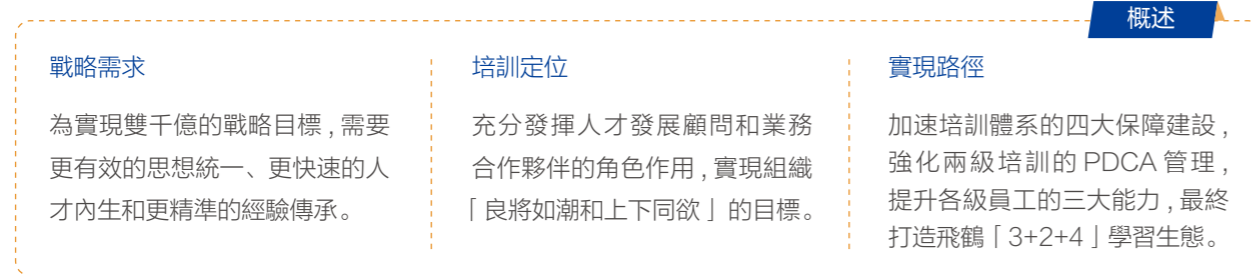 概述
戰略需求
為實現雙千億的戰略目標，需要
更有效的思想統一、更快速的人
才內生和更精準的經驗傳承。
培訓定位
充分發揮人才發展顧問和業務
合作夥伴的角色作用，實現組織
「良將如潮和上下同欲」的目標。
實現路徑
加速培訓體系的四大保障建設，
強化兩級培訓的 PDCA 管理，
提升各級員工的三大能力，最終
打造飛鶴「3+2+4」學習生態。